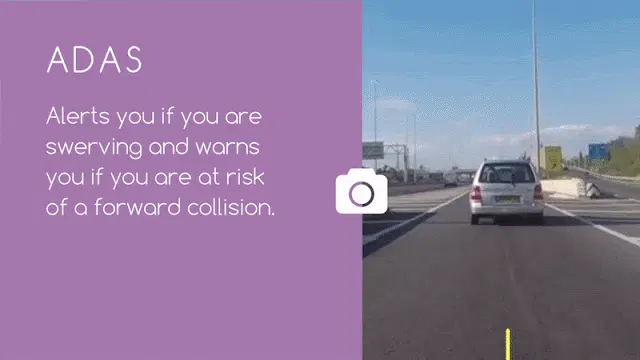 ADAS
Alerts you if you are
swerving and warns
you if you are at risk
of a forward collision.